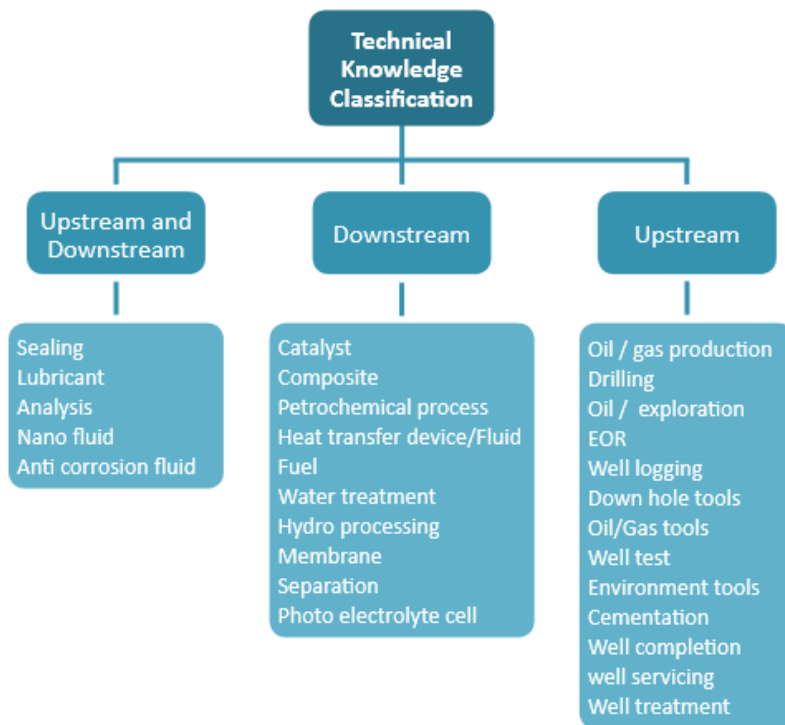 Technical
Knowledge
Classification
Upstream and
Downstream
Downstream
Upstream
Sealing
Lubricant
Analysis
Nano fluid
Anti corrosion fluid
Catalyst
Composite
Petrochemical process
Heat transfer device/Fluid
Fuel
Water treatment
Hydro processing
Membrane
Separation
Photo electrolyte cell
Oil / gas production
Drilling
Oil /  exploration
EOR
Well logging
Down hole tools
Oil/Gas tools
Well test
Environment tools
Cementation
Well completion
well servicing
Well treatment